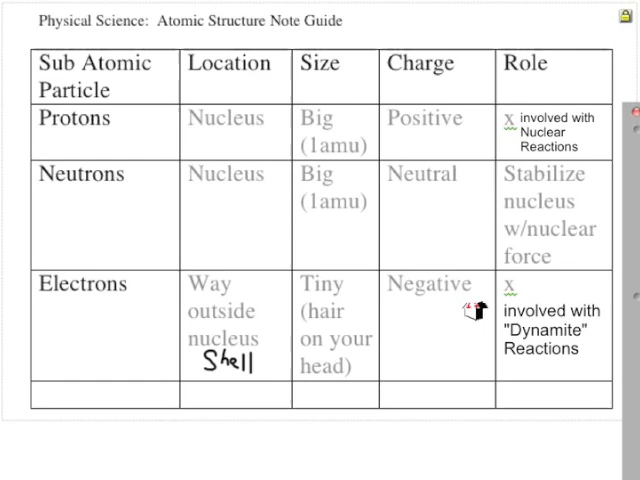 Physical Science: Atomic Structure Note Guide
Sub Atomic Particle Location Size Charge Role
Protons Nucleus Big (1amu) Positive x involved with Nuclear Reactions
Neutrons Nucleus Big (1amu) Neutral Stabilize nucleus w/nuclear force
Electrons Way outside nucleus Shell Tiny (hair on your head) Negative x involved with "Dynamite" Reactions